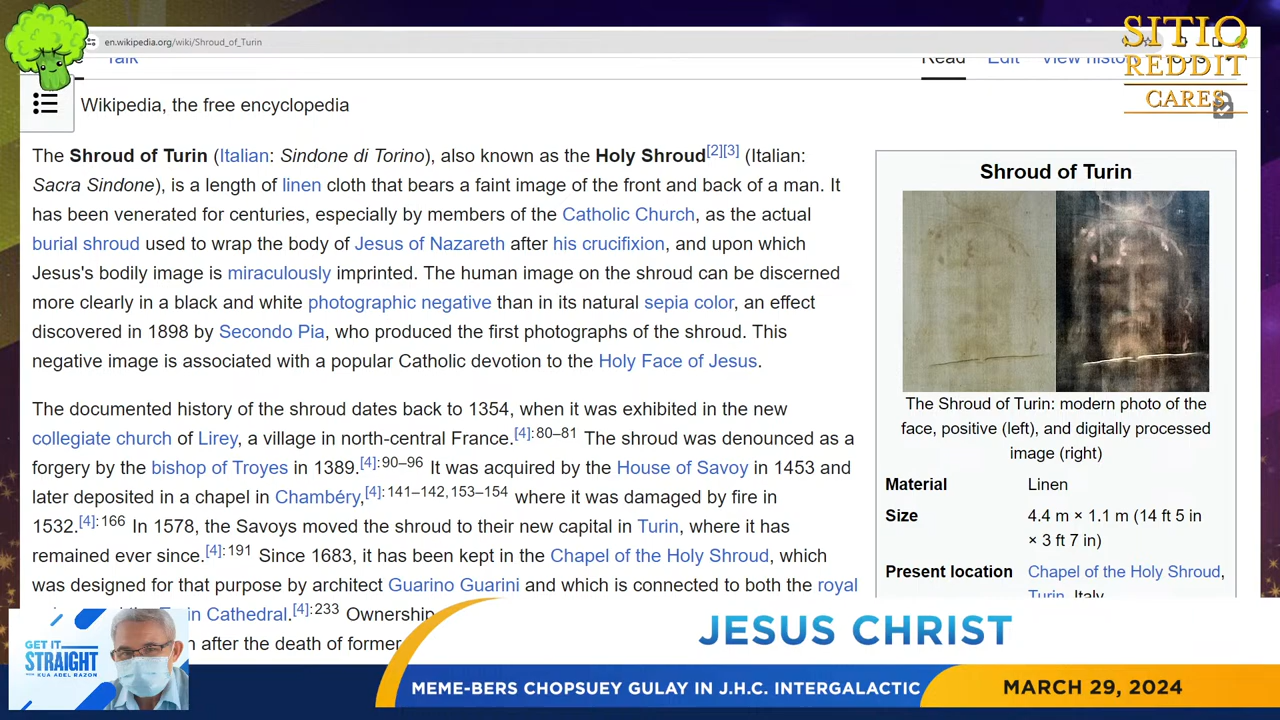 en.wikipedia.org/wiki/Shroud_of_Turin
SITIO
REDDIT
CARES
Talk
Read Edit View history
Wikipedia, the free encyclopedia
The Shroud of Turin (Italian: Sindone di Torino), also known as the Holy Shroud[2][3] (Italian:
Sacra Sindone), is a length of linen cloth that bears a faint image of the front and back of a man. It
has been venerated for centuries, especially by members of the Catholic Church, as the actual
burial shroud used to wrap the body of Jesus of Nazareth after his crucifixion, and upon which
Jesus's bodily image is miraculously imprinted. The human image on the shroud can be discerned
more clearly in a black and white photographic negative than in its natural sepia color, an effect
discovered in 1898 by Secondo Pia, who produced the first photographs of the shroud. This
negative image is associated with a popular Catholic devotion to the Holy Face of Jesus.
The documented history of the shroud dates back to 1354, when it was exhibited in the new
collegiate church of Lirey, a village in north-central France.[4]:80–81 The shroud was denounced as a
forgery by the bishop of Troyes in 1389.[4]:90–96 It was acquired by the House of Savoy in 1453 and
later deposited in a chapel in Chambéry,[4]:141–142,153–154 where it was damaged by fire in
1532.[4]:166 In 1578, the Savoys moved the shroud to their new capital in Turin, where it has
remained ever since.[4]:191 Since 1683, it has been kept in the Chapel of the Holy Shroud, which
was designed for that purpose by architect Guarino Guarini and which is connected to both the royal
Cathedral.[4]:233 Ownership
after the death of former
Shroud of Turin
The Shroud of Turin: modern photo of the
face, positive (left), and digitally processed
image (right)
Material Linen
Size 4.4 m × 1.1 m (14 ft 5 in
× 3 ft 7 in)
Present location Chapel of the Holy Shroud,
Turin, Italy
GET IT
STRAIGHT
KUA ADEL RAZON
JESUS CHRIST
MEME-BERS CHOPSUEY GULAY IN J.H.C. INTERGALACTIC
MARCH 29, 2024